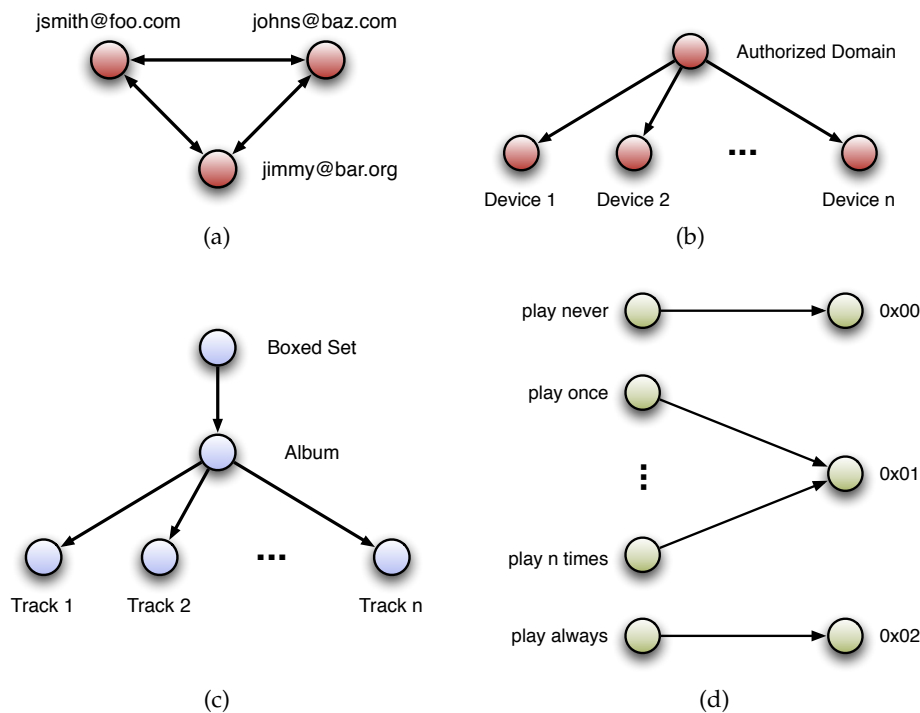 jsmith@foo.com
johns@baz.com
jimmy@bar.org
(a)
Authorized Domain
...
Device 1
Device 2
Device n
(b)
Boxed Set
Album
...
Track 1
Track 2
Track n
(c)
play never
0x00
play once
0x01
play n times
play always
0x02
(d)